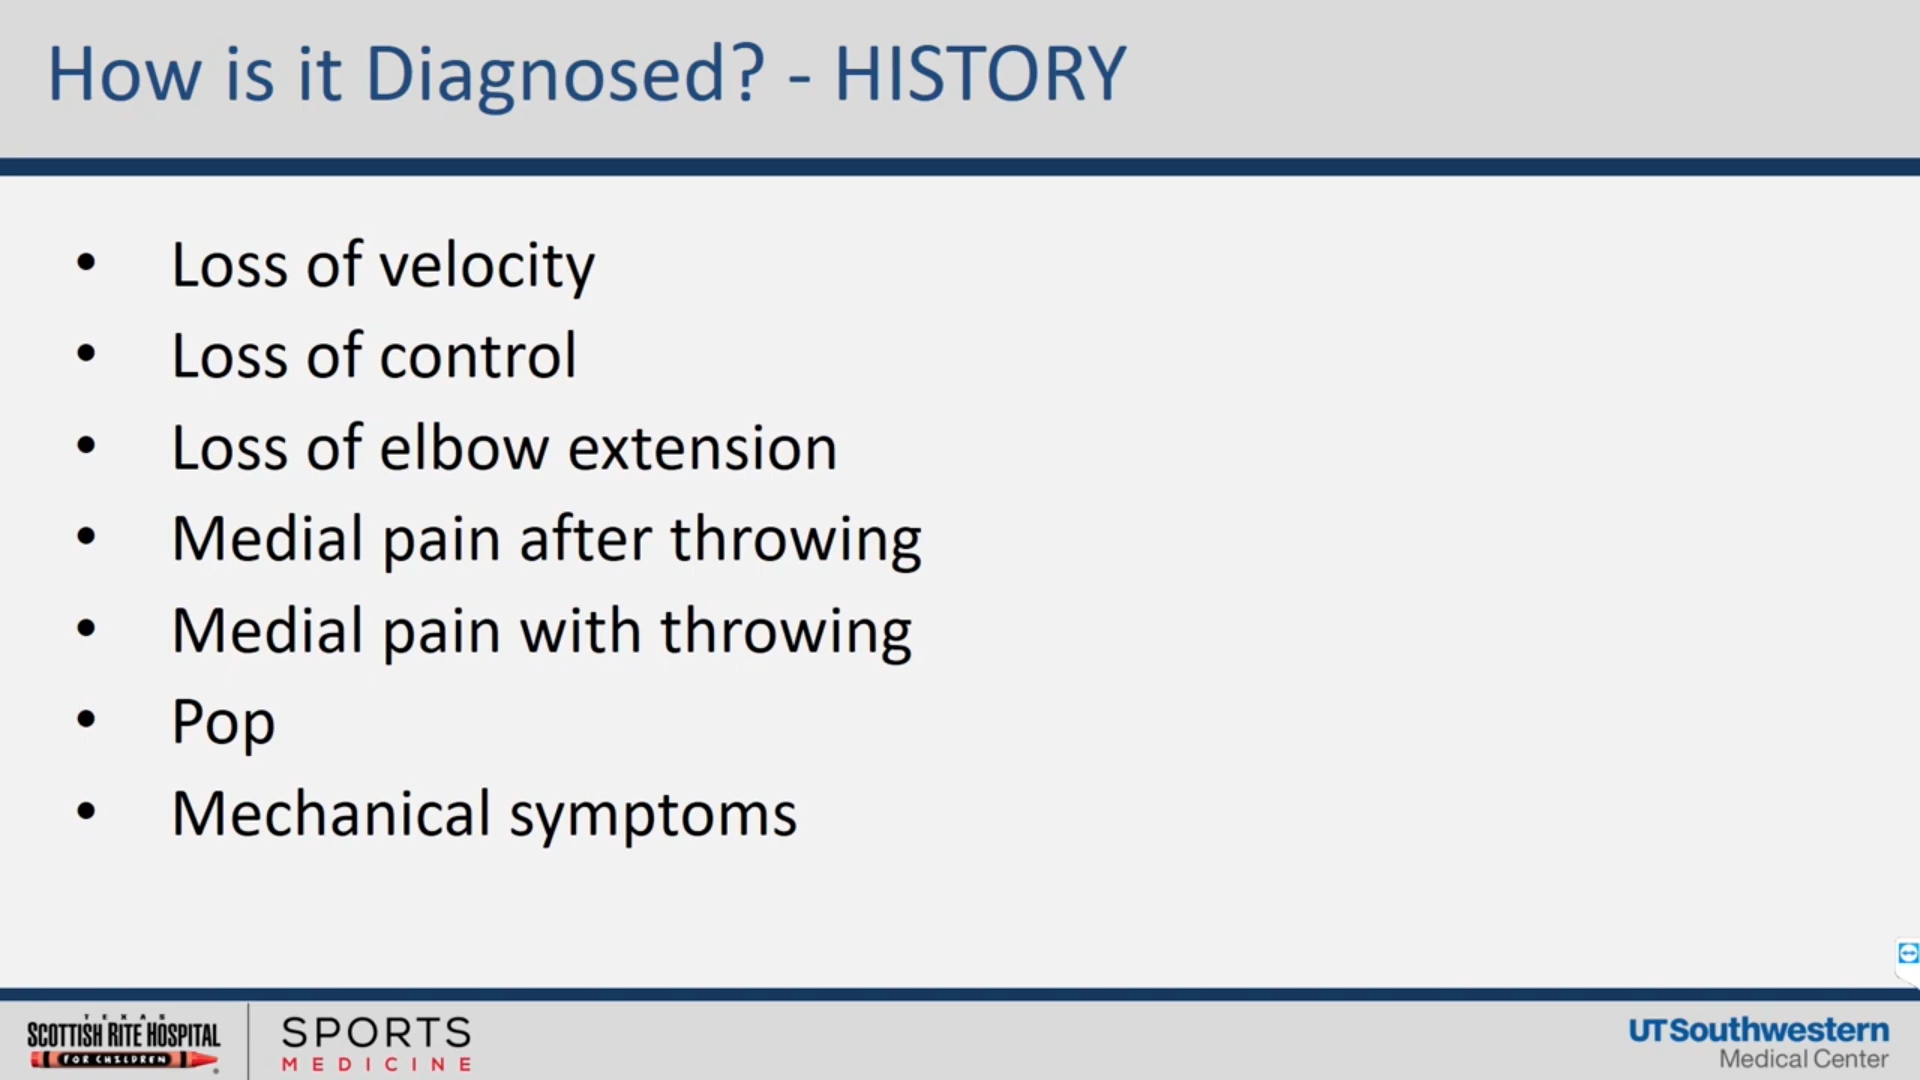 How is it Diagnosed? - HISTORY
• Loss of velocity
• Loss of control
• Loss of elbow extension
• Medial pain after throwing
• Medial pain with throwing
• Pop
• Mechanical symptoms
TEXAS
SCOTTISH RITE HOSPITAL
FOR CHILDREN
SPORTS
MEDICINE
UTSouthwestern
Medical Center